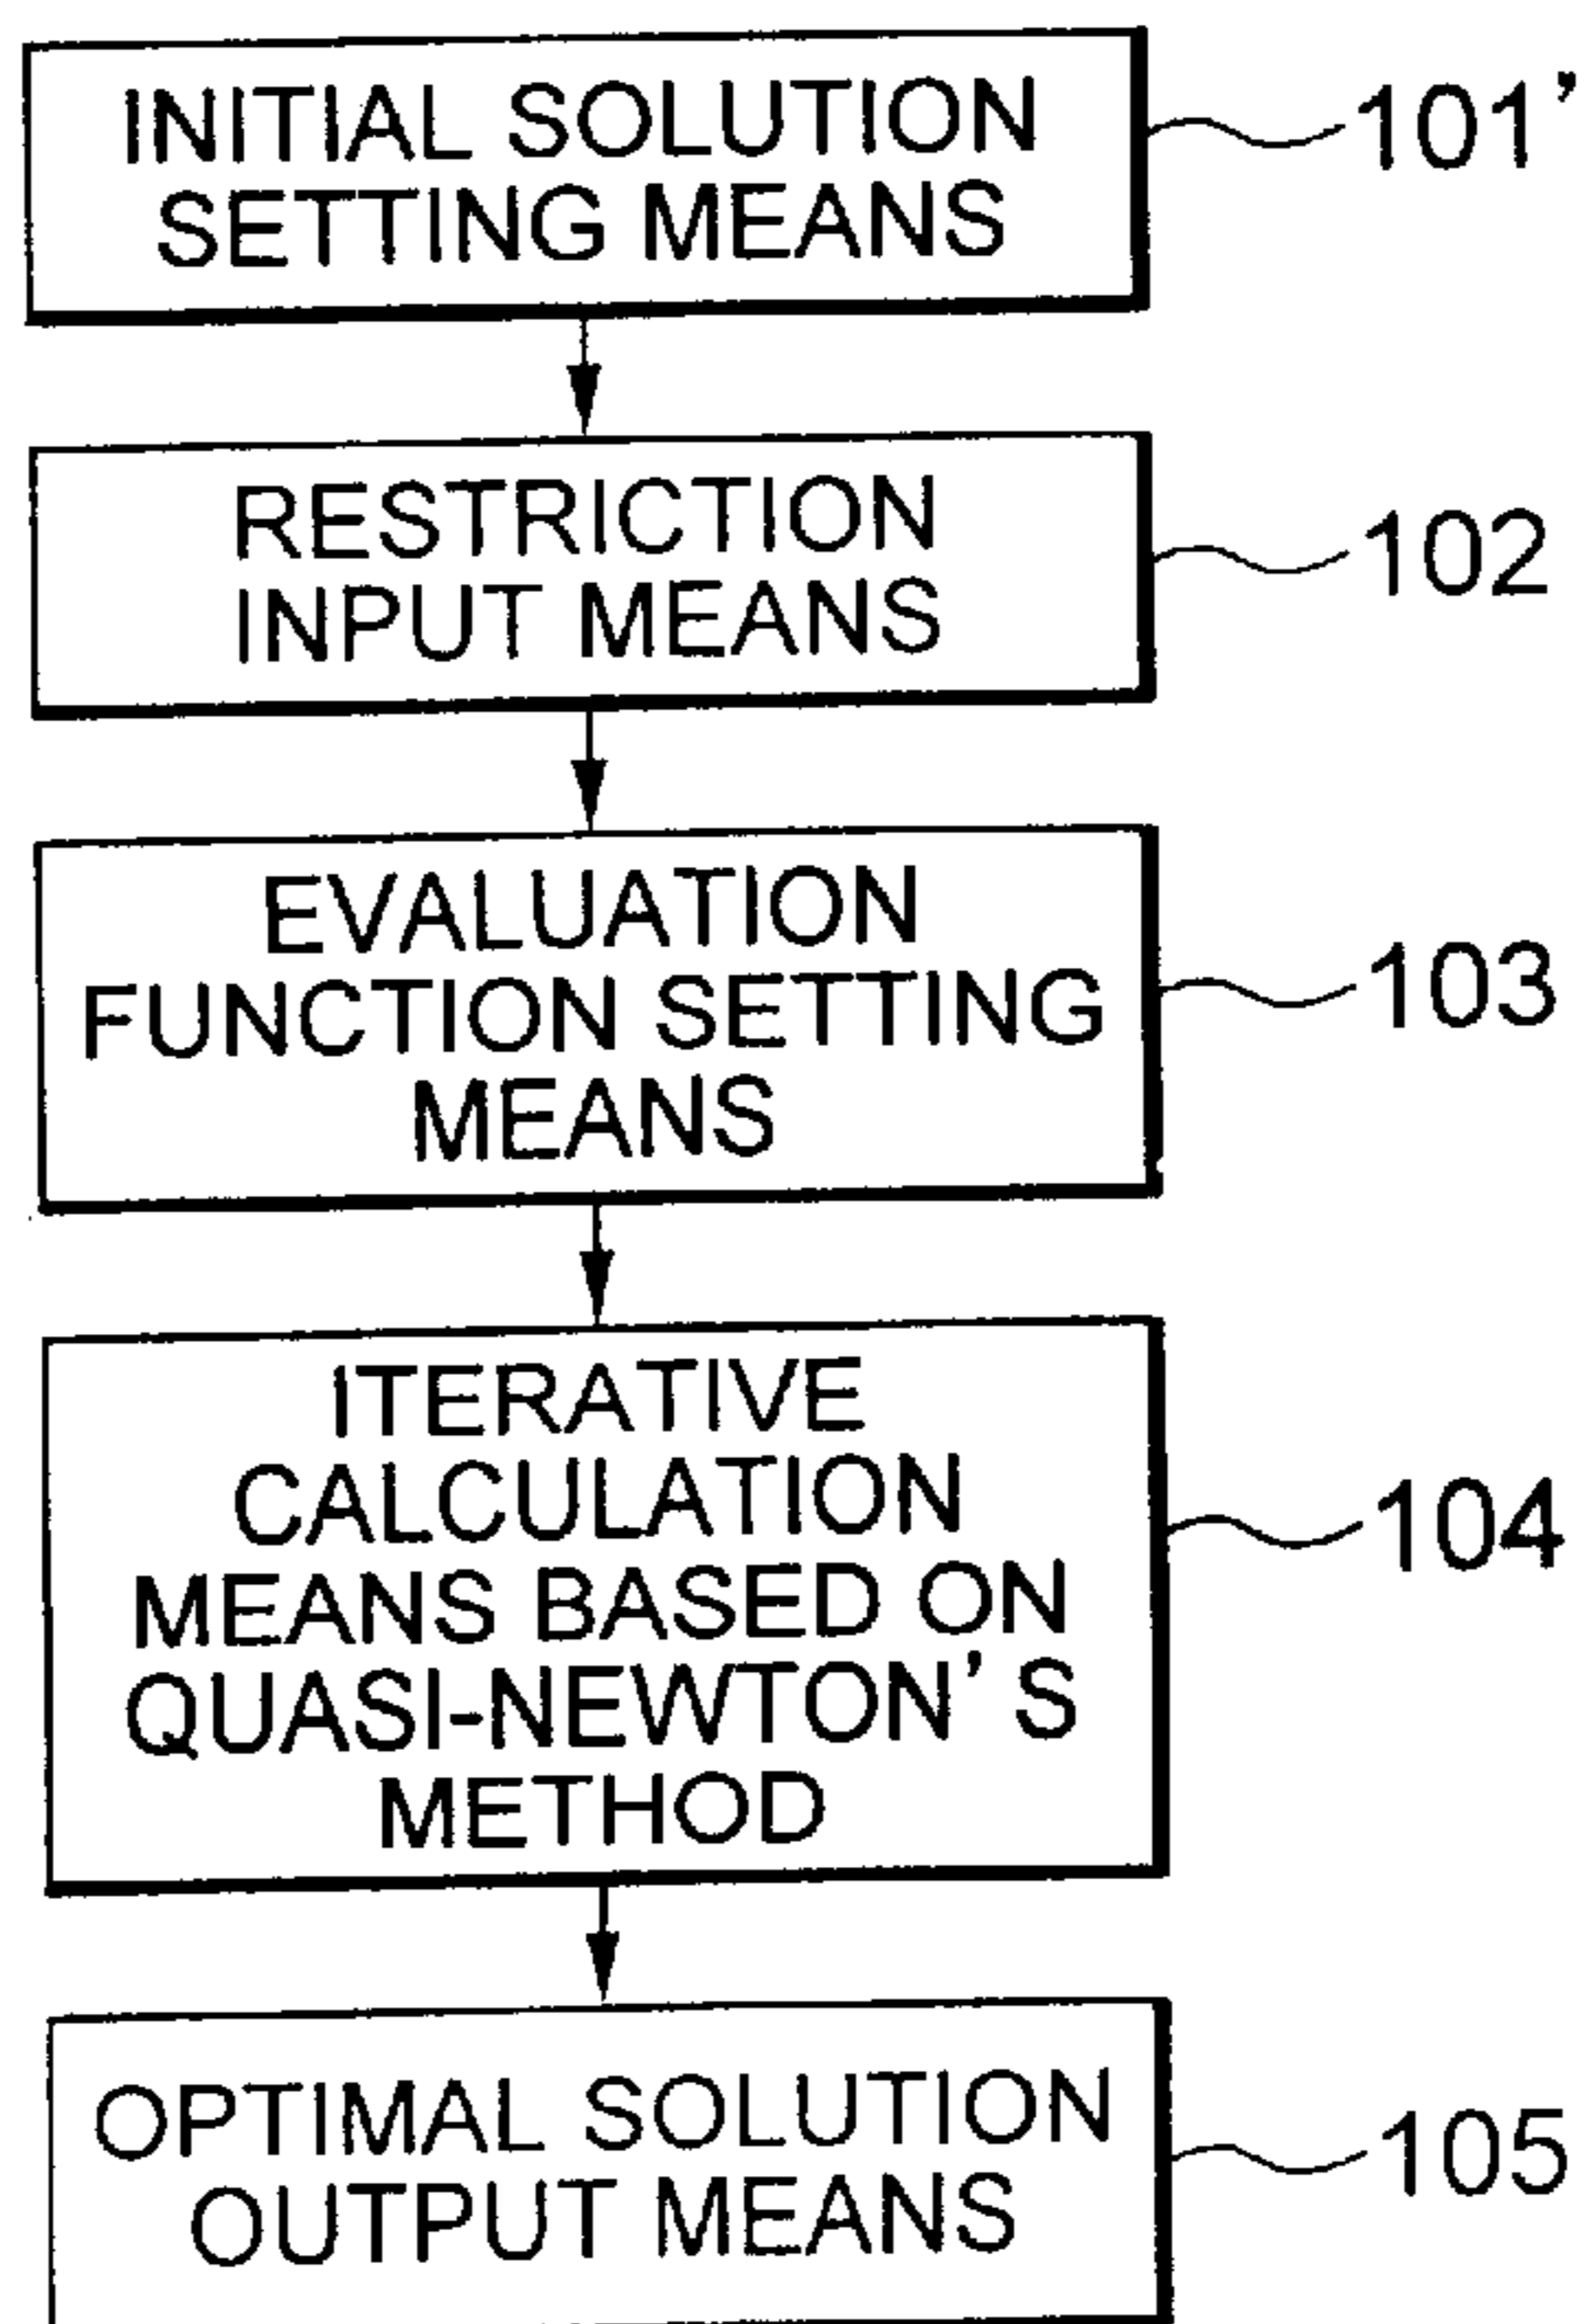 INITIAL SOLUTION
SETTING MEANS
101'
RESTRICTION
INPUT MEANS
102
EVALUATION
FUNCTION SETTING
MEANS
103
ITERATIVE
CALCULATION
MEANS BASED ON
QUASI-NEWTON'S
METHOD
104
OPTIMAL SOLUTION
OUTPUT MEANS
105